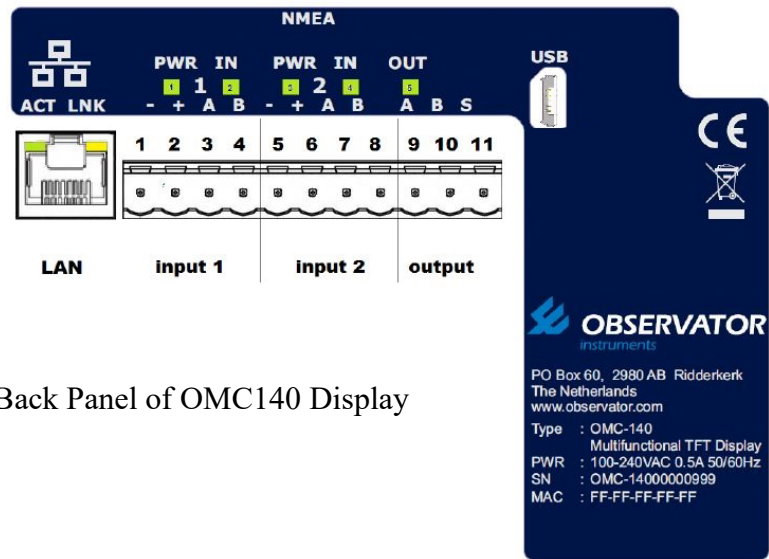 NMEA
PWR IN PWR IN OUT
1 1 2 3 2 4 5
ACT LNK - + A B - + A B A B S
USB
CE
1 2 3 4 5 6 7 8 9 10 11
LAN input 1 input 2 output
OBSERVATOR
instruments
PO Box 60, 2980 AB Ridderkerk
The Netherlands
www.observator.com
Type : OMC-140
Multifunctional TFT Display
PWR : 100-240VAC 0.5A 50/60Hz
SN : OMC-14000000999
MAC : FF-FF-FF-FF-FF
Back Panel of OMC140 Display